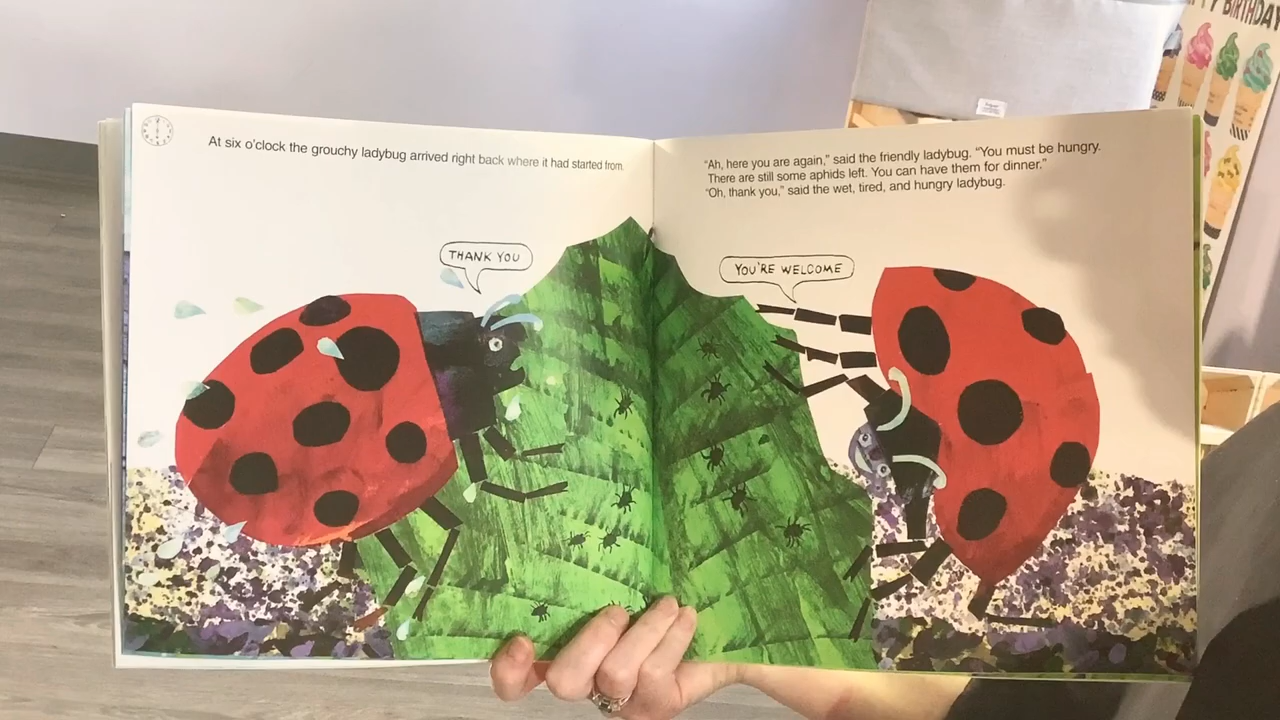 At six o'clock the grouchy ladybug arrived right back where it had started from.
"Ah, here you are again," said the friendly ladybug. "You must be hungry.
There are still some aphids left. You can have them for dinner."
"Oh, thank you," said the wet, tired, and hungry ladybug.
THANK YOU
YOU'RE WELCOME
BIRTHDAY